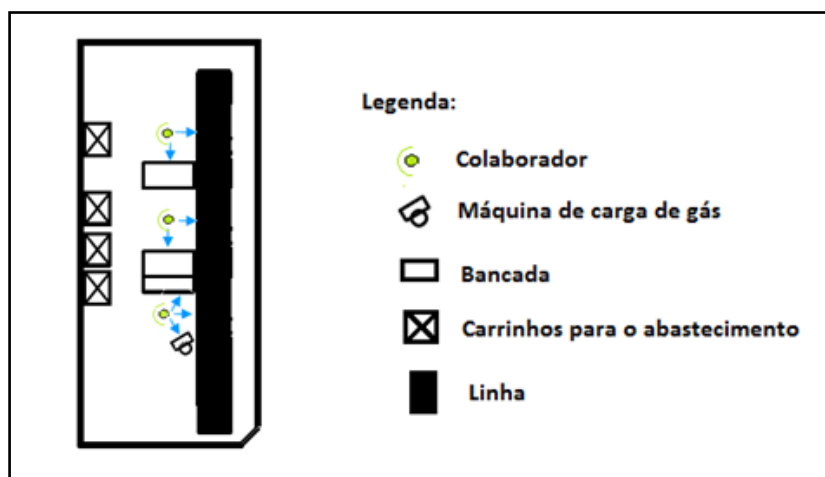 Legenda:
Colaborador
Máquina de carga de gás
Bancada
Carrinhos para o abastecimento
Linha